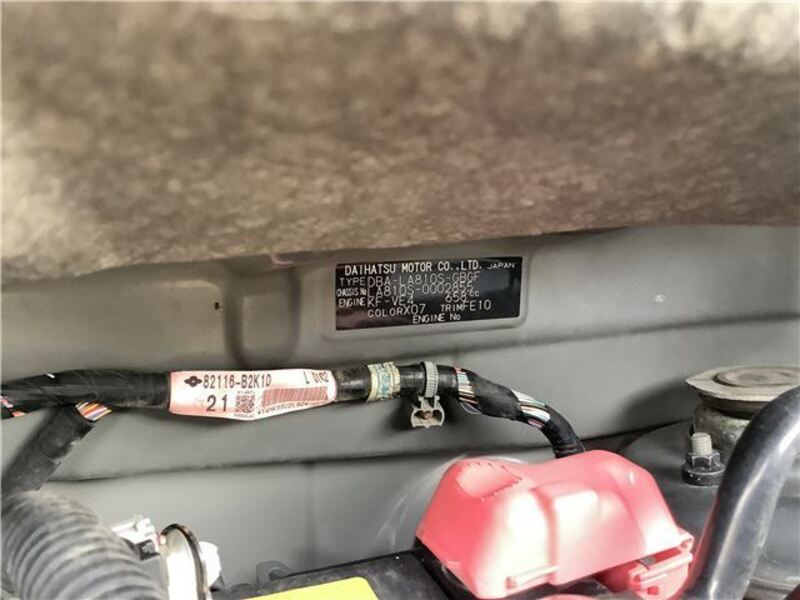 DAIHATSU MOTOR CO.,LTD. JAPAN
TYPE DBA-LA810S-GBGF
CHASSIS No LA810S-0002855
ENGINE KF-VE4 658cc
COLOR X07 TRIM FE10
ENGINE No
82116-B2K10
21